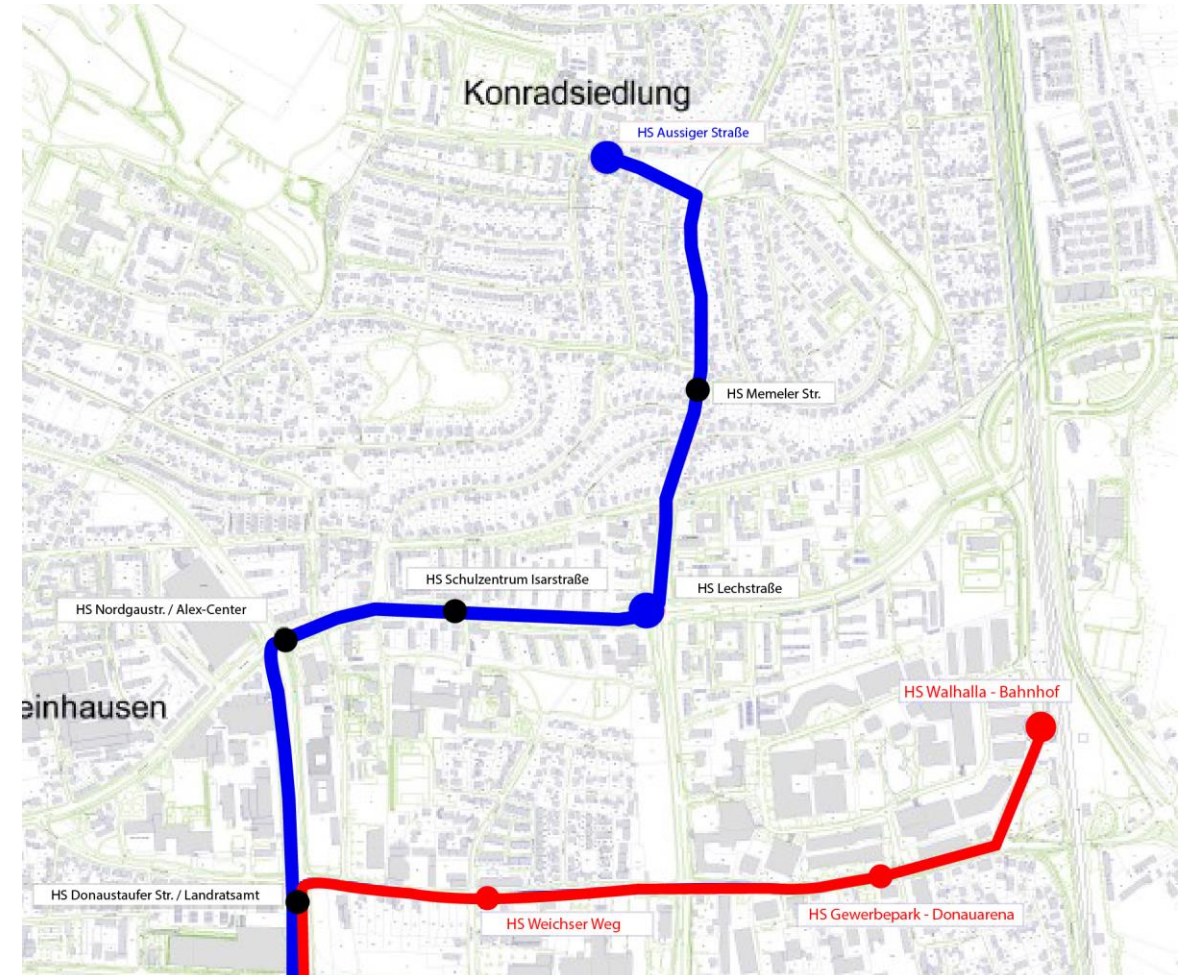 Konradsiedlung
HS Aussiger Straße
HS Memeler Str.
HS Schulzentrum Isarstraße
HS Lechstraße
HS Nordgaustr. / Alex-Center
einhausen
HS Walhalla - Bahnhof
HS Donaustaufer Str. / Landratsamt
HS Weichser Weg
HS Gewerbepark - Donauarena